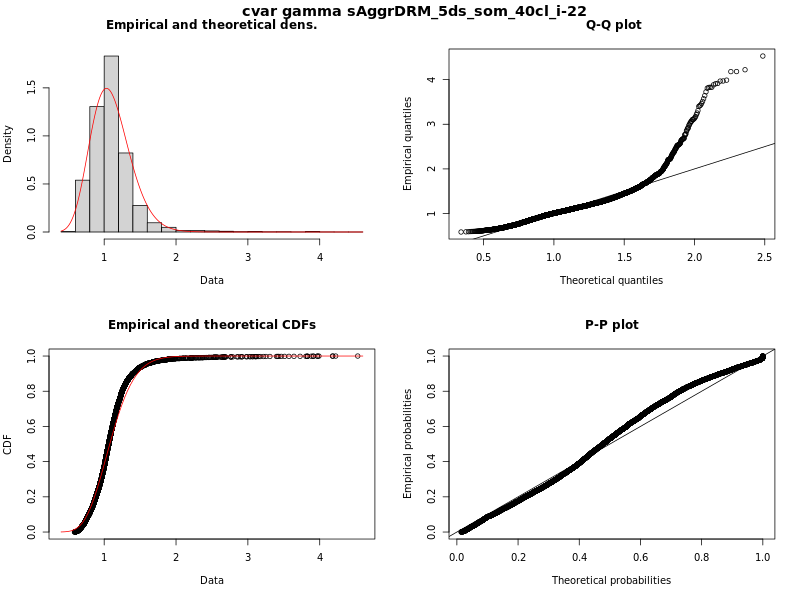 cvar gamma sAggrDRM_5ds_som_40cl_i-22
Empirical and theoretical dens.
Density
0.0 0.5 1.0 1.5
1 2 3 4
Data
Q-Q plot
Empirical quantiles
1 2 3 4
0.5 1.0 1.5 2.0 2.5
Theoretical quantiles
Empirical and theoretical CDFs
CDF
0.0 0.2 0.4 0.6 0.8 1.0
1 2 3 4
Data
P-P plot
Empirical probabilities
0.0 0.2 0.4 0.6 0.8 1.0
0.0 0.2 0.4 0.6 0.8 1.0
Theoretical probabilities